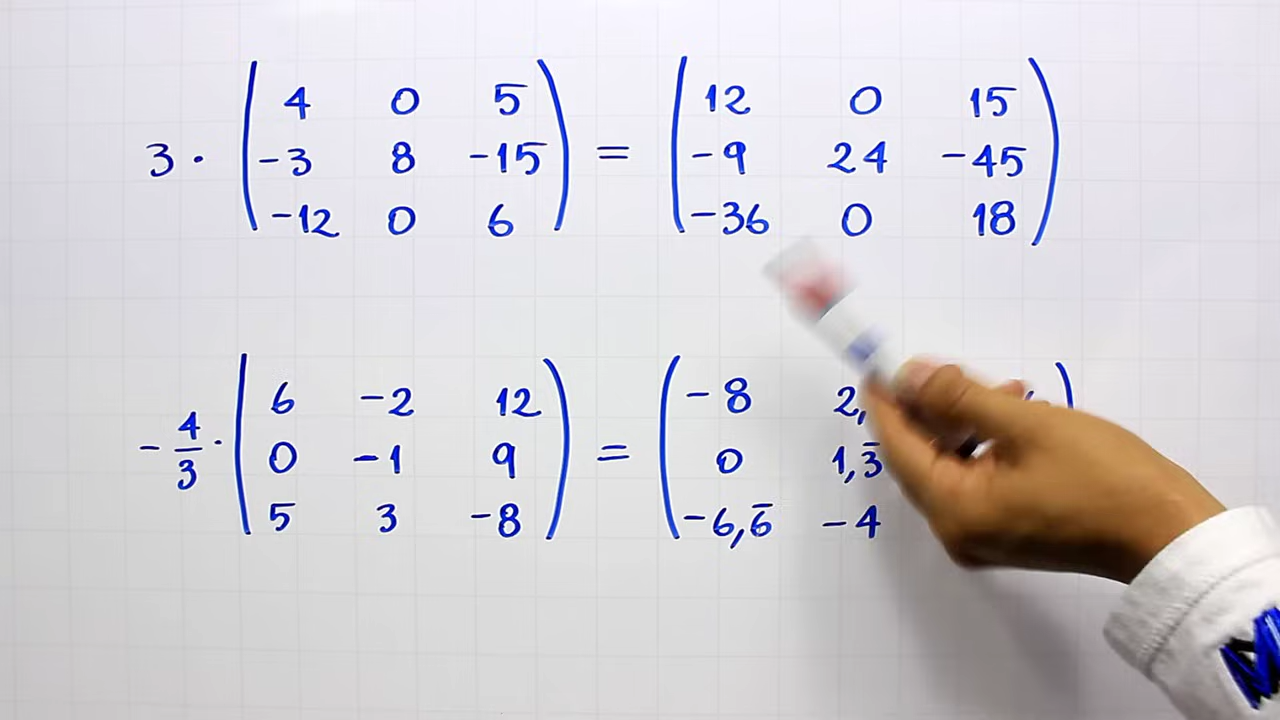 3 · ( 4 0 5 ) = ( 12 0 15 )
( -3 8 -15 ) ( -9 24 -45 )
( -12 0 6 ) ( -36 0 18 )
-4/3 · ( 6 -2 12 ) = ( -8 2,
( 0 -1 9 ) ( 0 1,3̅
( 5 3 -8 ) ( -6,6̅ -4
M